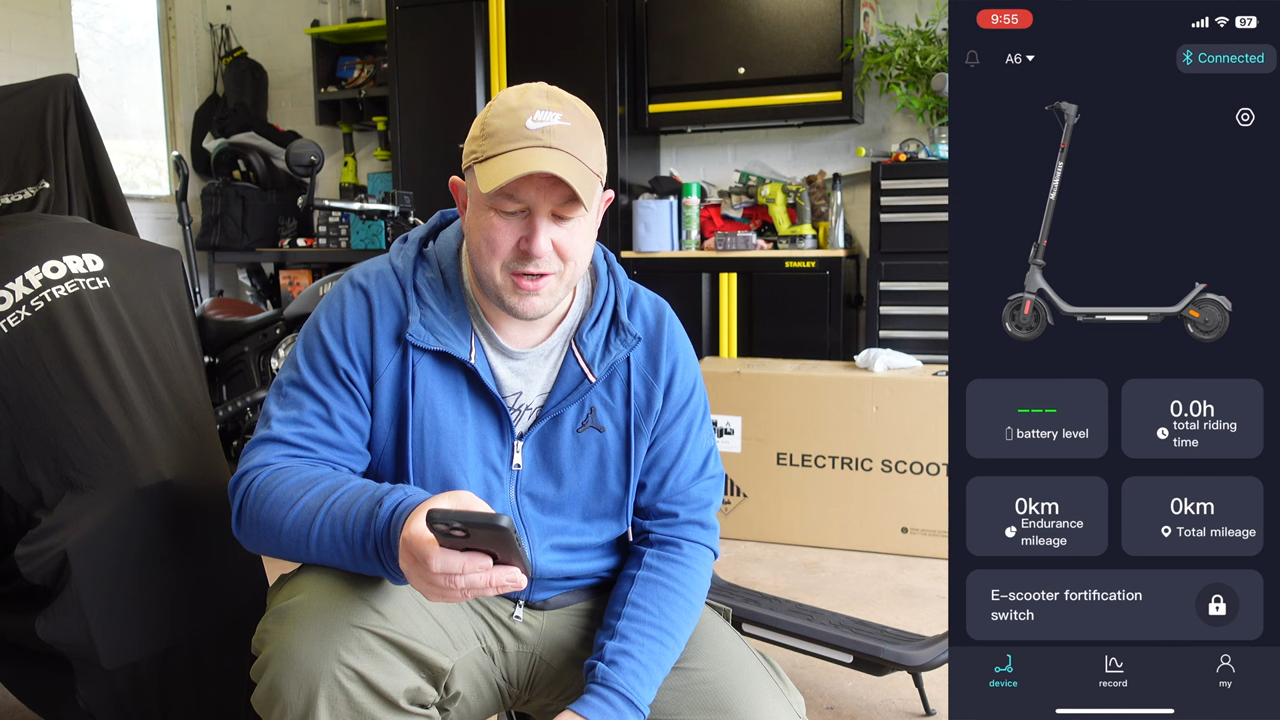 NIKE
OXFORD
TEX STRETCH
STANLEY
ELECTRIC SCOOT
9:55
97
A6
Connected
battery level
0.0h
total riding
time
0km
Endurance
mileage
0km
Total mileage
E-scooter fortification
switch
device
record
my